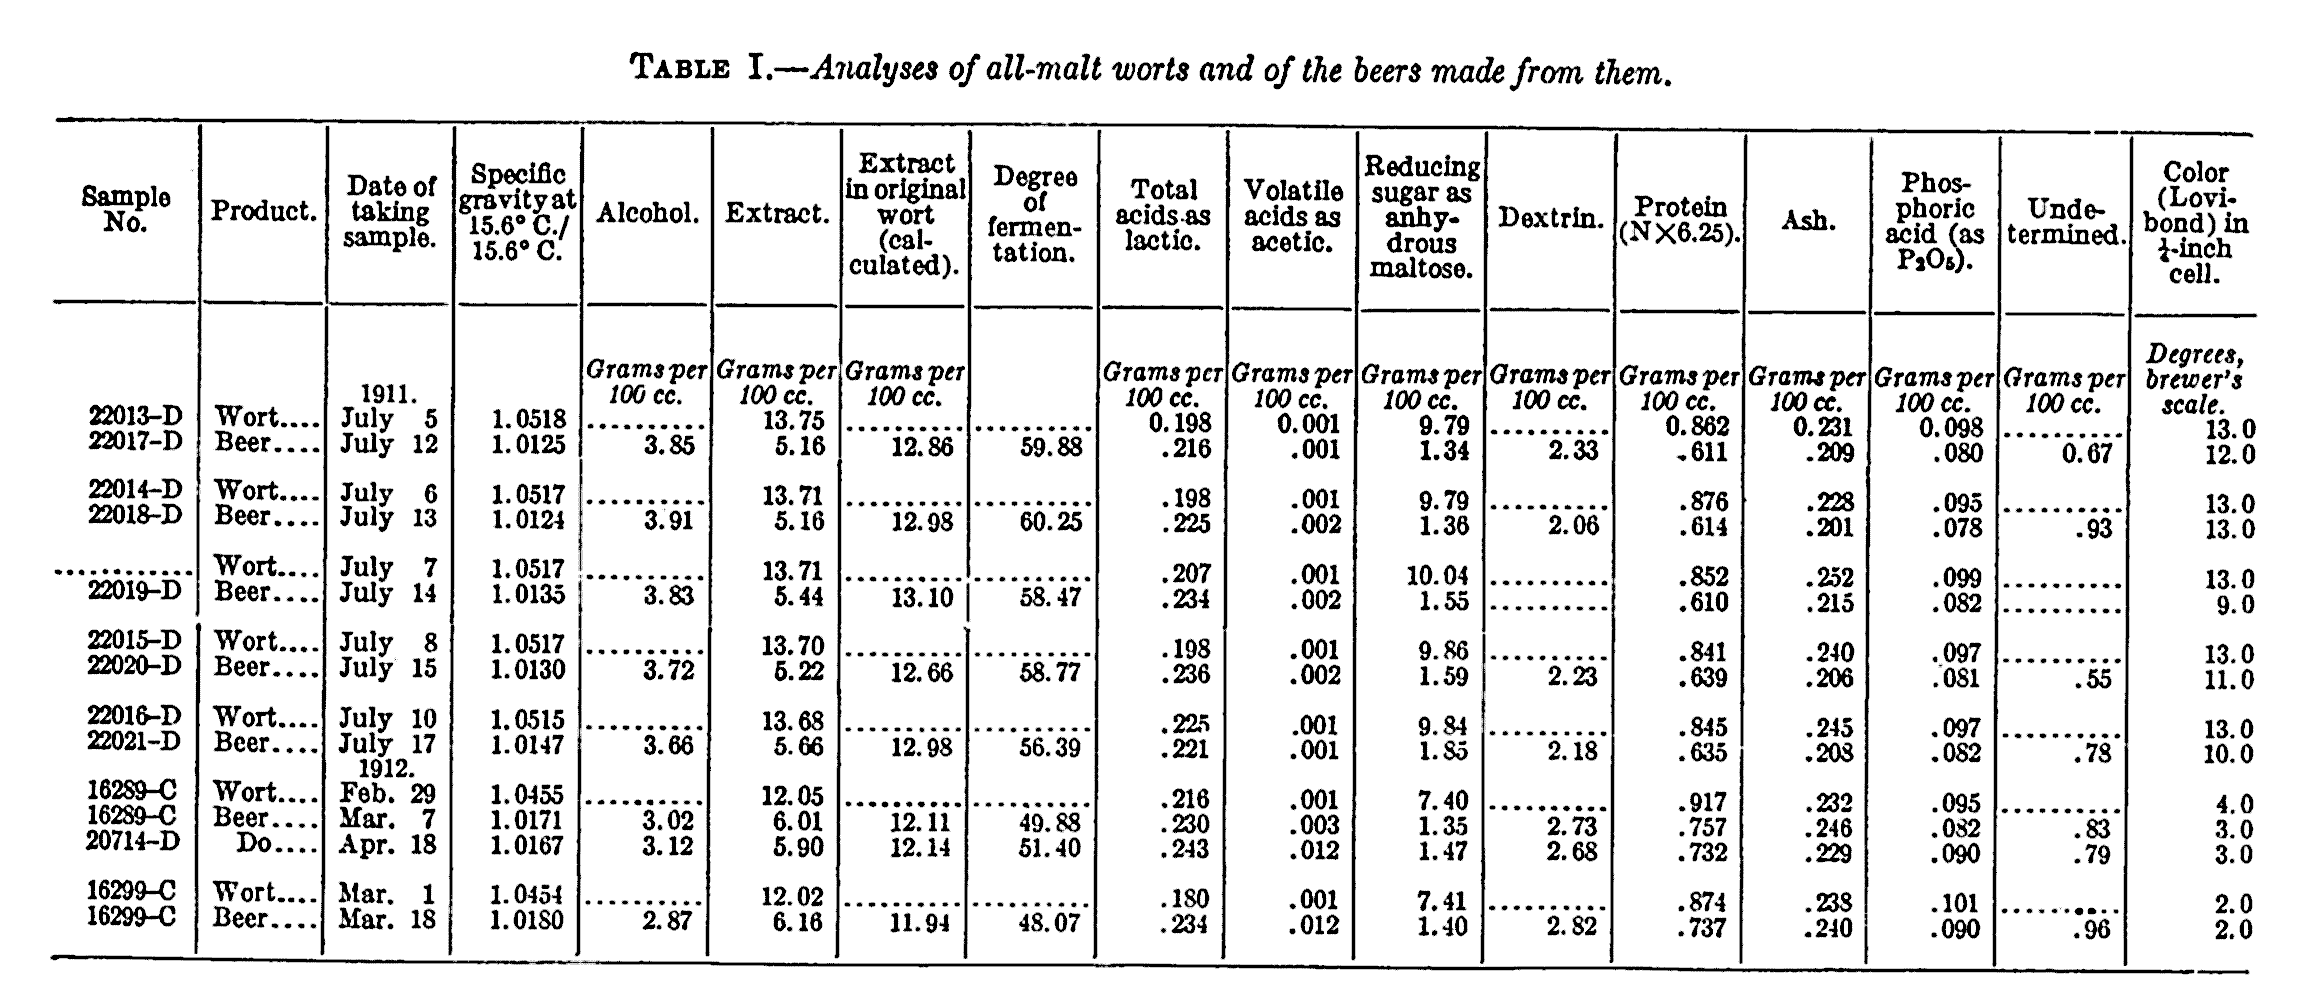 TABLE I.—Analyses of all-malt worts and of the beers made from them.
Sample No. Product. Date of taking sample. Specific gravity at 15.6° C./15.6° C. Alcohol. Extract. Extract in original wort (calculated). Degree of fermentation. Total acids as lactic. Volatile acids as acetic. Reducing sugar as anhydrous maltose. Dextrin. Protein (N×6.25). Ash. Phosphoric acid (as P₂O₅). Undetermined. Color (Lovibond) in ¼-inch cell.
1911. Grams per 100 cc. Grams per 100 cc. Grams per 100 cc. Grams per 100 cc. Grams per 100 cc. Grams per 100 cc. Grams per 100 cc. Grams per 100 cc. Grams per 100 cc. Grams per 100 cc. Grams per 100 cc. Degrees, brewer's scale.
22013–D Wort.... July 5 1.0518 .......... 13.75 .......... .......... 0.198 0.001 9.79 .......... 0.862 0.231 0.098 .......... 13.0
22017–D Beer.... July 12 1.0125 3.85 5.16 12.86 59.88 .216 .001 1.34 2.33 .611 .209 .080 0.67 12.0
22014–D Wort.... July 6 1.0517 .......... 13.71 .......... .......... .198 .001 9.79 .......... .876 .228 .095 .......... 13.0
22018–D Beer.... July 13 1.0124 3.91 5.16 12.98 60.25 .225 .002 1.36 2.06 .614 .201 .078 .93 13.0
............ Wort.... July 7 1.0517 .......... 13.71 .......... .......... .207 .001 10.04 .......... .852 .252 .099 .......... 13.0
22019–D Beer.... July 14 1.0135 3.83 5.44 13.10 58.47 .234 .002 1.55 .......... .610 .215 .082 .......... 9.0
22015–D Wort.... July 8 1.0517 .......... 13.70 .......... .......... .198 .001 9.86 .......... .841 .240 .097 .......... 13.0
22020–D Beer.... July 15 1.0130 3.72 5.22 12.66 58.77 .236 .002 1.59 2.23 .639 .206 .081 .55 11.0
22016–D Wort.... July 10 1.0515 .......... 13.68 .......... .......... .225 .001 9.84 .......... .845 .245 .097 .......... 13.0
22021–D Beer.... July 17 1.0147 3.66 5.66 12.98 56.39 .221 .001 1.85 2.18 .635 .208 .082 .78 10.0
1912.
16289–C Wort.... Feb. 29 1.0455 .......... 12.05 .......... .......... .216 .001 7.40 .......... .917 .232 .095 .......... 4.0
16289–C Beer.... Mar. 7 1.0171 3.02 6.01 12.11 49.88 .230 .003 1.35 2.73 .757 .246 .082 .83 3.0
20714–D Do.... Apr. 18 1.0167 3.12 5.90 12.14 51.40 .243 .012 1.47 2.68 .732 .229 .090 .79 3.0
16299–C Wort.... Mar. 1 1.0454 .......... 12.02 .......... .......... .180 .001 7.41 .......... .874 .238 .101 .......... 2.0
16299–C Beer.... Mar. 18 1.0180 2.87 6.16 11.94 48.07 .234 .012 1.40 2.82 .737 .240 .090 .96 2.0